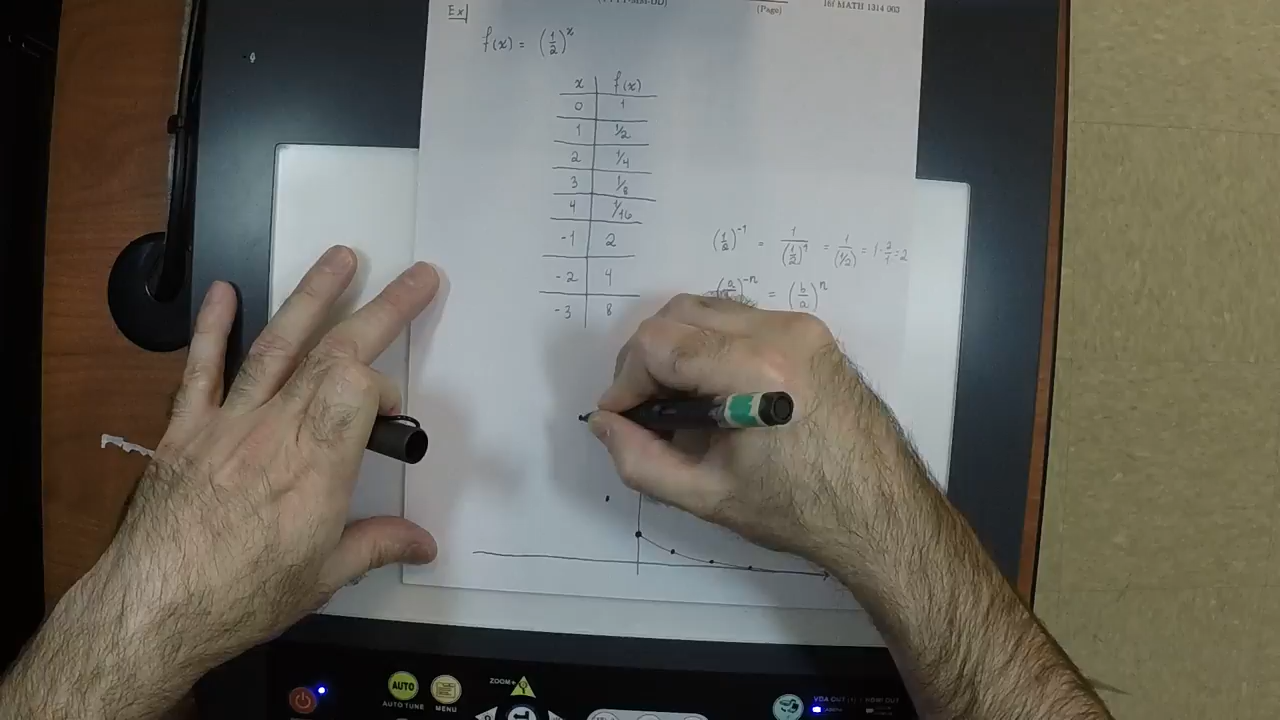 (Page)
16f MATH 1314 003
Ex
f(x) = (1/2)^x
x | f(x)
0 | 1
1 | 1/2
2 | 1/4
3 | 1/8
4 | 1/16
-1 | 2
-2 | 4
-3 | 8
(1/2)^-1 = 1/(1/2)^1 = 1/(1/2) = 1·2/1 = 2
(a/b)^-n = (b/a)^n
AUTO
AUTO TUNE
MENU
ZOOM+